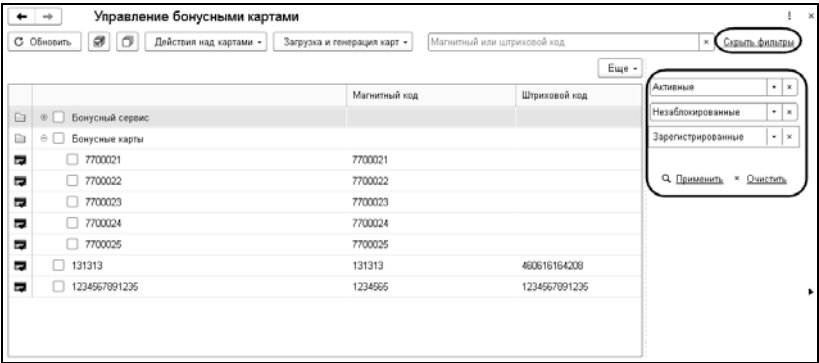 Управление бонусными картами
Обновить Действия над картами Загрузка и генерация карт Магнитный или штриховой код Скрыть фильтры
Еще
Магнитный код Штриховой код
Активные
Незаблокированные
Зарегистрированные
Применить Очистить
Бонусный сервис
Бонусные карты
7700021 7700021
7700022 7700022
7700023 7700023
7700024 7700024
7700025 7700025
131313 131313 460616164208
1234567891235 1234565 1234567891235